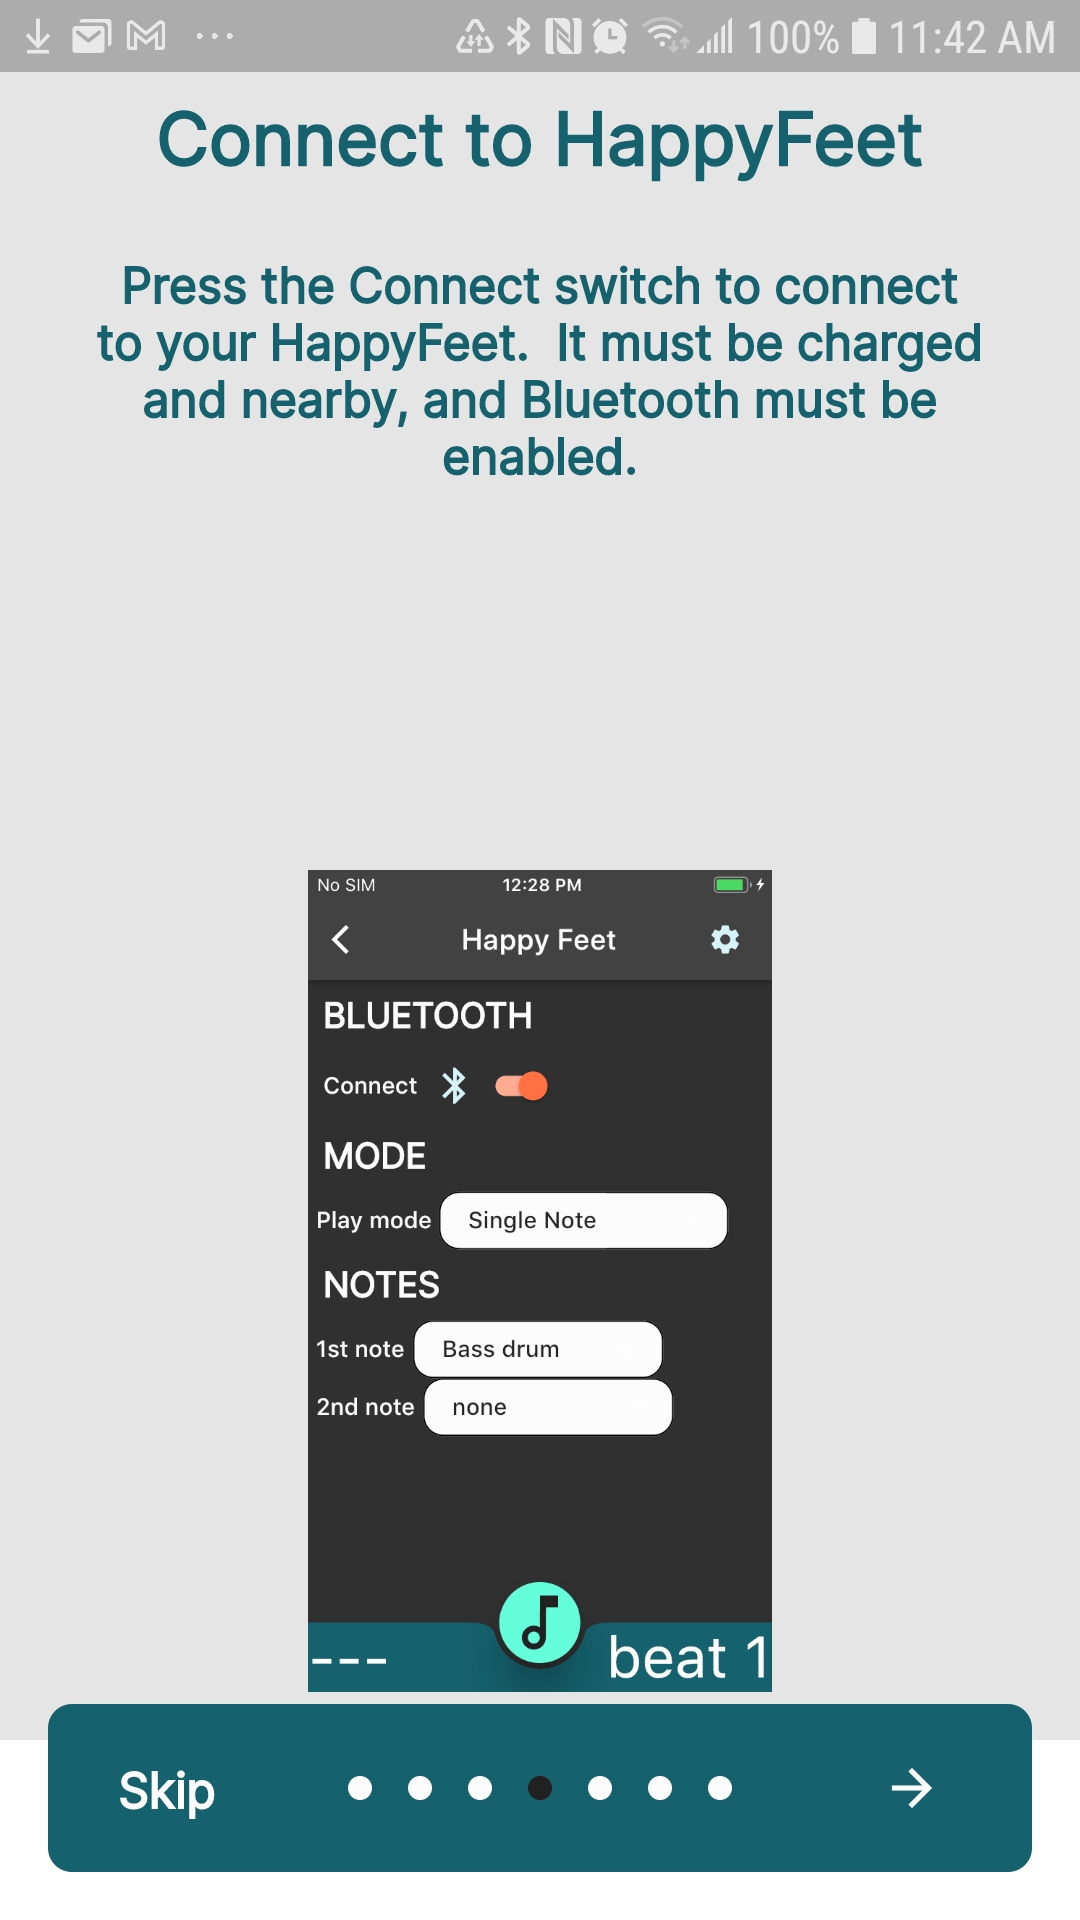 100% 11:42 AM
Connect to HappyFeet
Press the Connect switch to connect
to your HappyFeet.  It must be charged
and nearby, and Bluetooth must be
enabled.
No SIM 12:28 PM
Happy Feet
BLUETOOTH
Connect
MODE
Play mode Single Note
NOTES
1st note Bass drum
2nd note none
--- beat 1
Skip